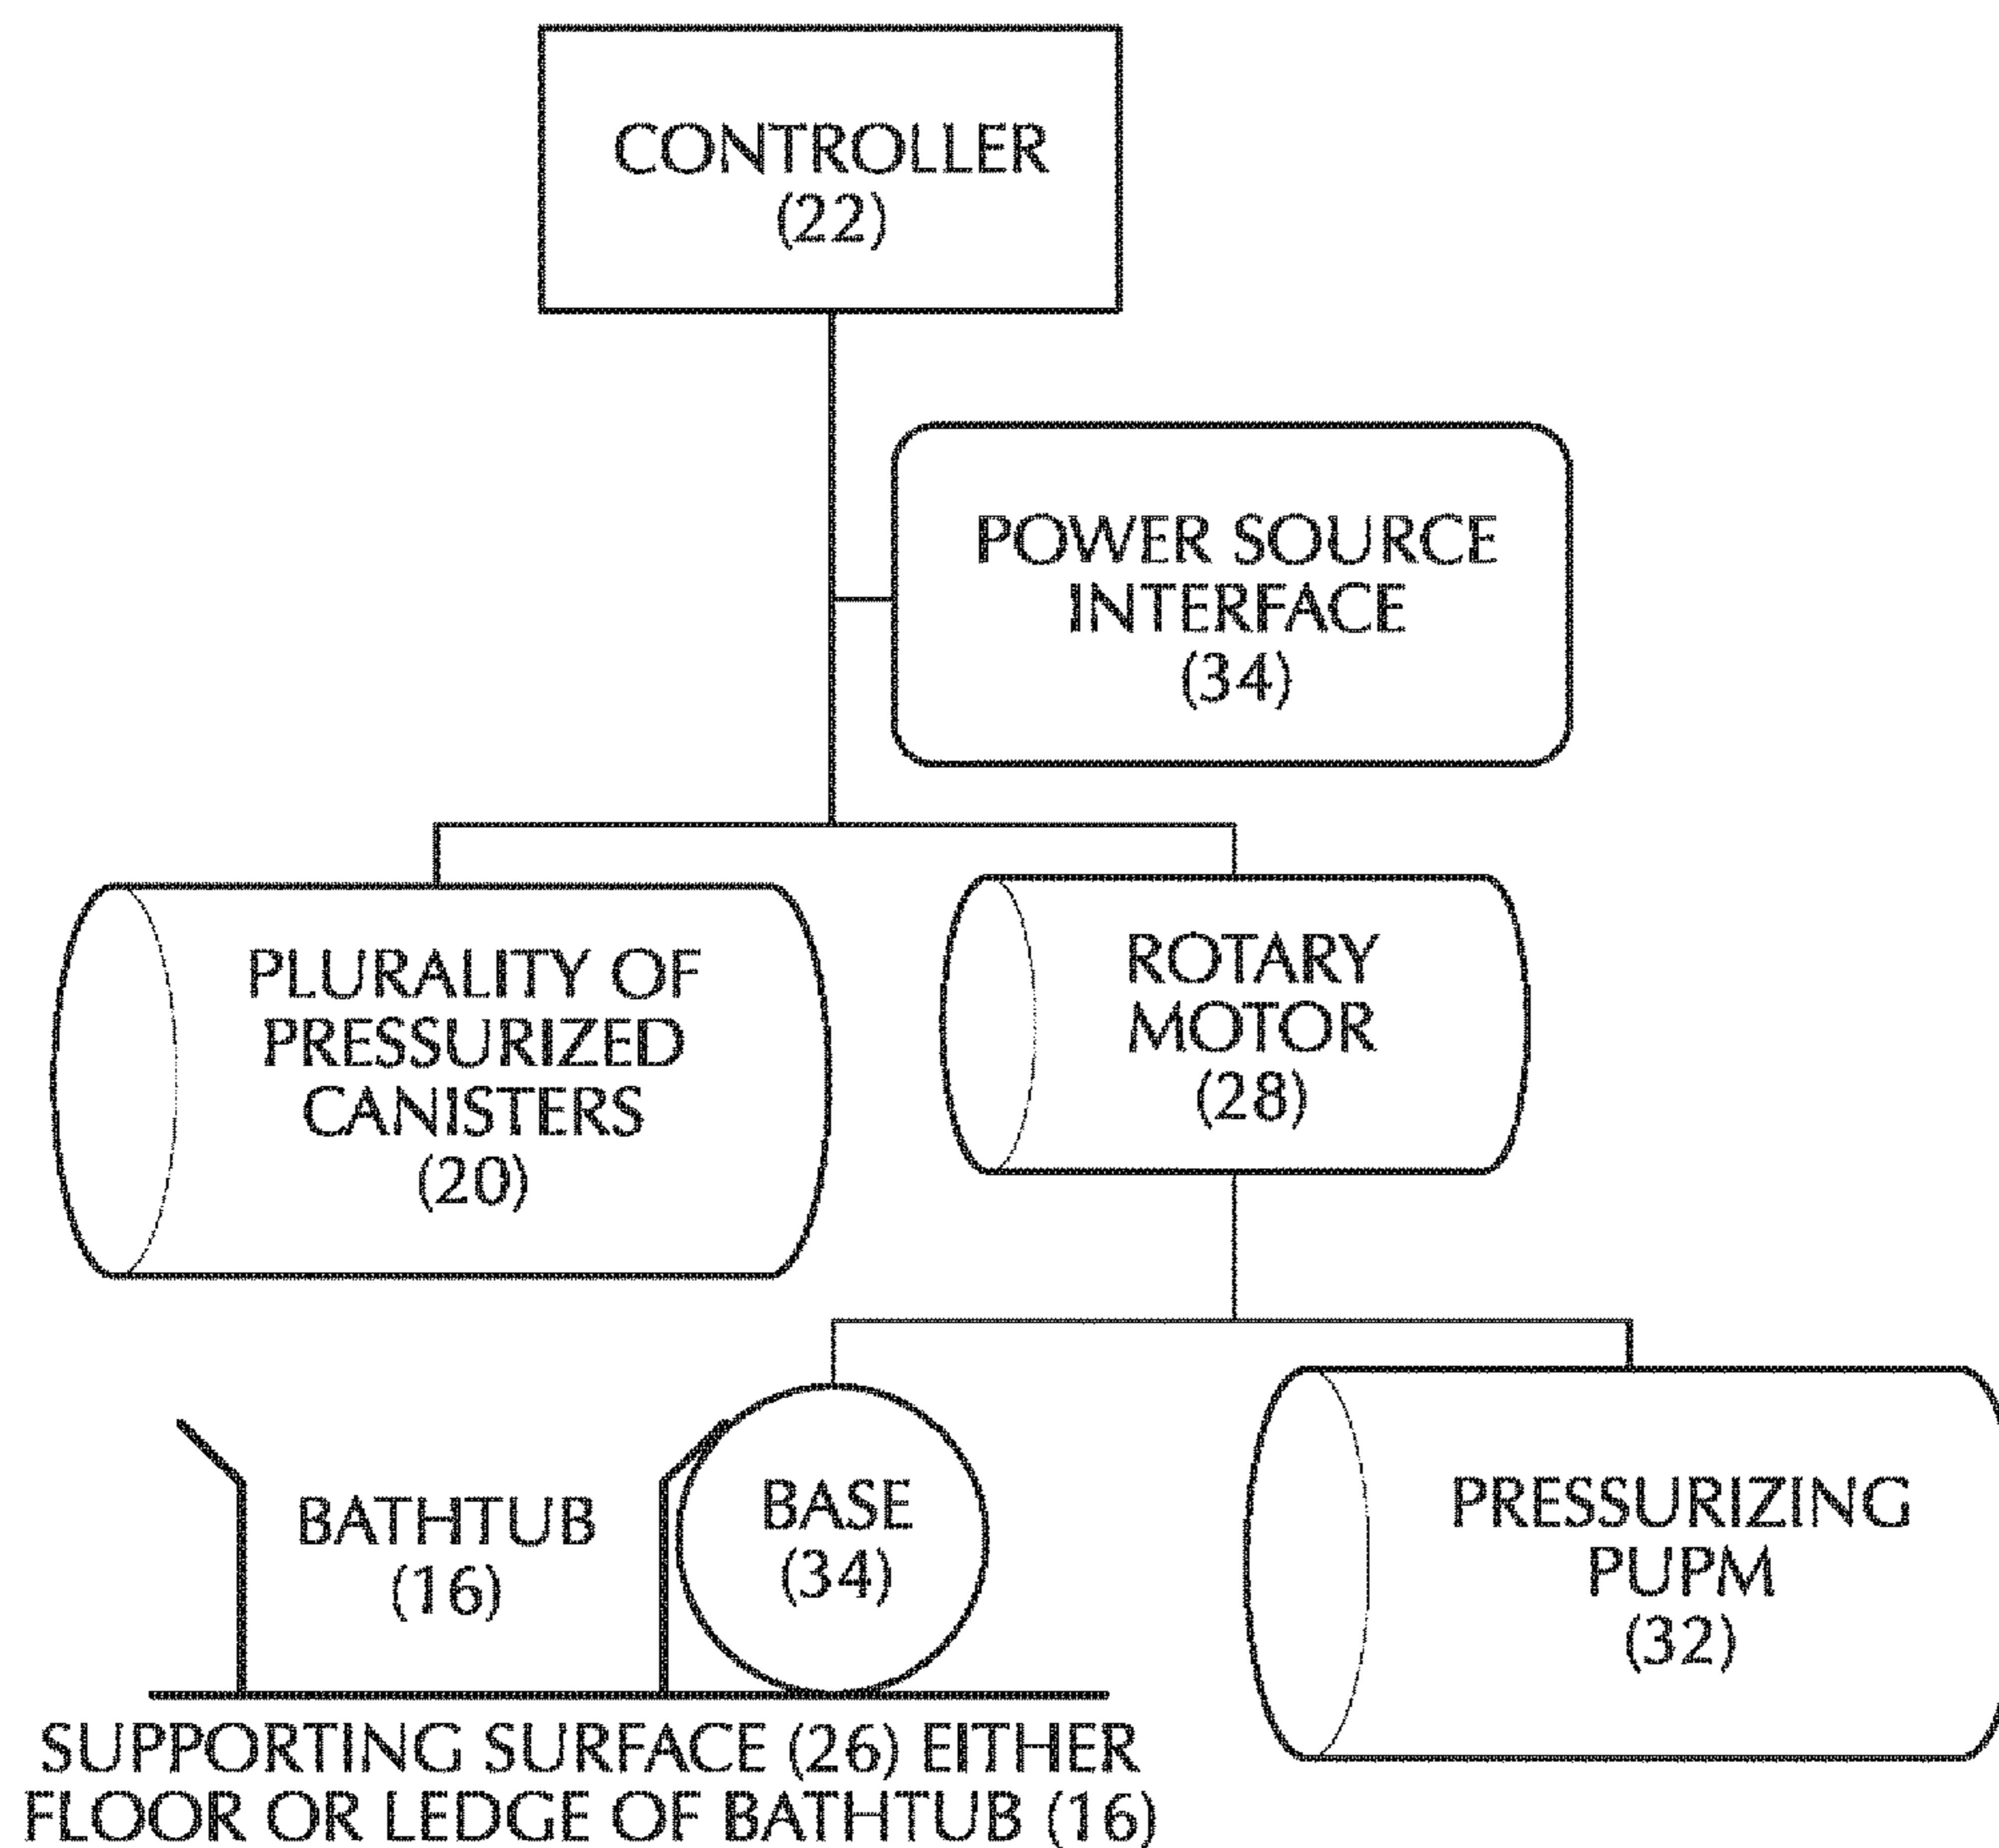 CONTROLLER
(22)
POWER SOURCE
INTERFACE
(34)
PLURALITY OF
PRESSURIZED
CANISTERS
(20)
ROTARY
MOTOR
(28)
BATHTUB
(16)
BASE
(34)
PRESSURIZING
PUPM
(32)
SUPPORTING SURFACE (26) EITHER
FLOOR OR LEDGE OF BATHTUB (16)